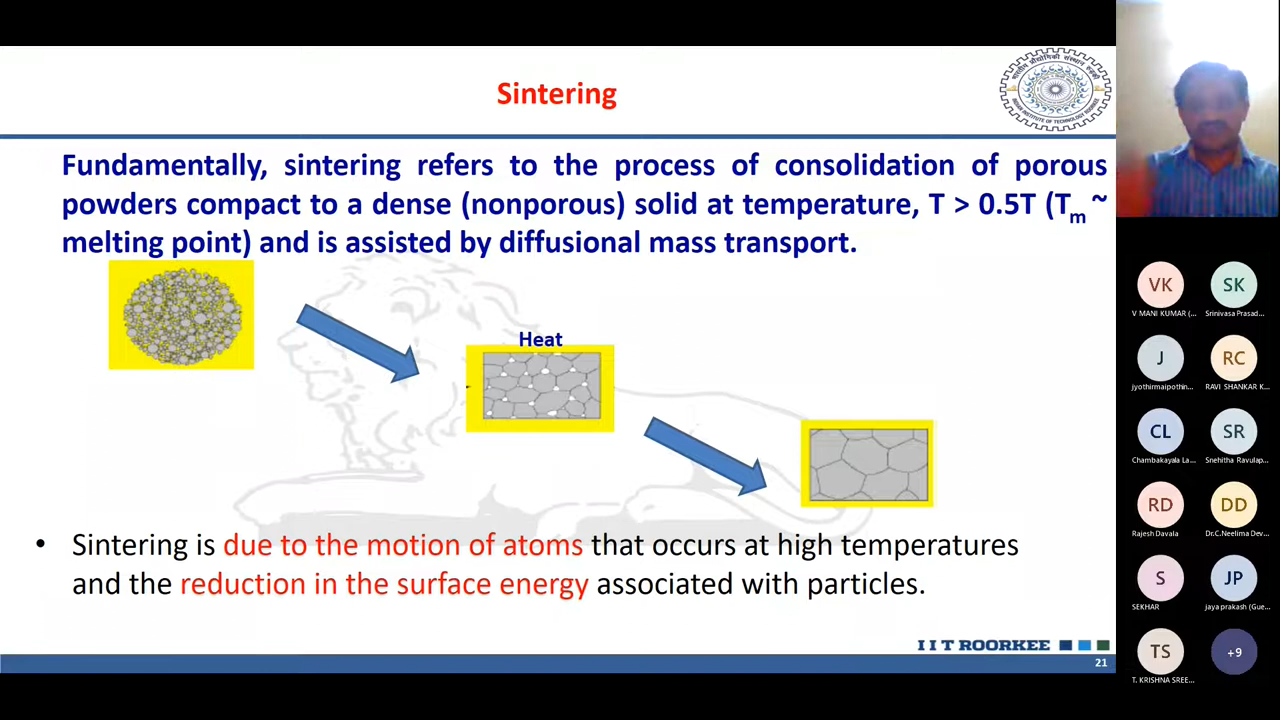 Sintering
Fundamentally, sintering refers to the process of consolidation of porous
powders compact to a dense (nonporous) solid at temperature, T > 0.5T (Tm ~
melting point) and is assisted by diffusional mass transport.
Heat
• Sintering is due to the motion of atoms that occurs at high temperatures
and the reduction in the surface energy associated with particles.
IIT ROORKEE
21
VK
V MANI KUMAR (...
SK
Srinivasa Prasad...
J
jyothirmaipothin...
RC
RAVI SHANKAR K...
CL
Chambakayala La...
SR
Snehitha Ravulap...
RD
Rajesh Davala
DD
Dr.C.Neelima Dev...
S
SEKHAR
JP
jaya prakash (Gue...
TS
T. KRISHNA SREE...
+9